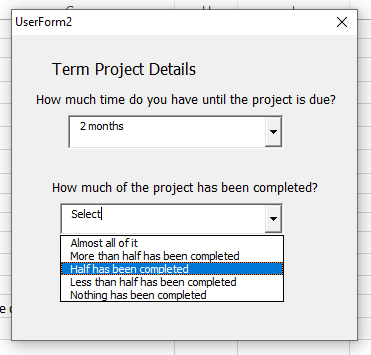 UserForm2
Term Project Details
How much time do you have until the project is due?
2 months
How much of the project has been completed?
Select
Almost all of it
More than half has been completed
Half has been completed
Less than half has been completed
Nothing has been completed